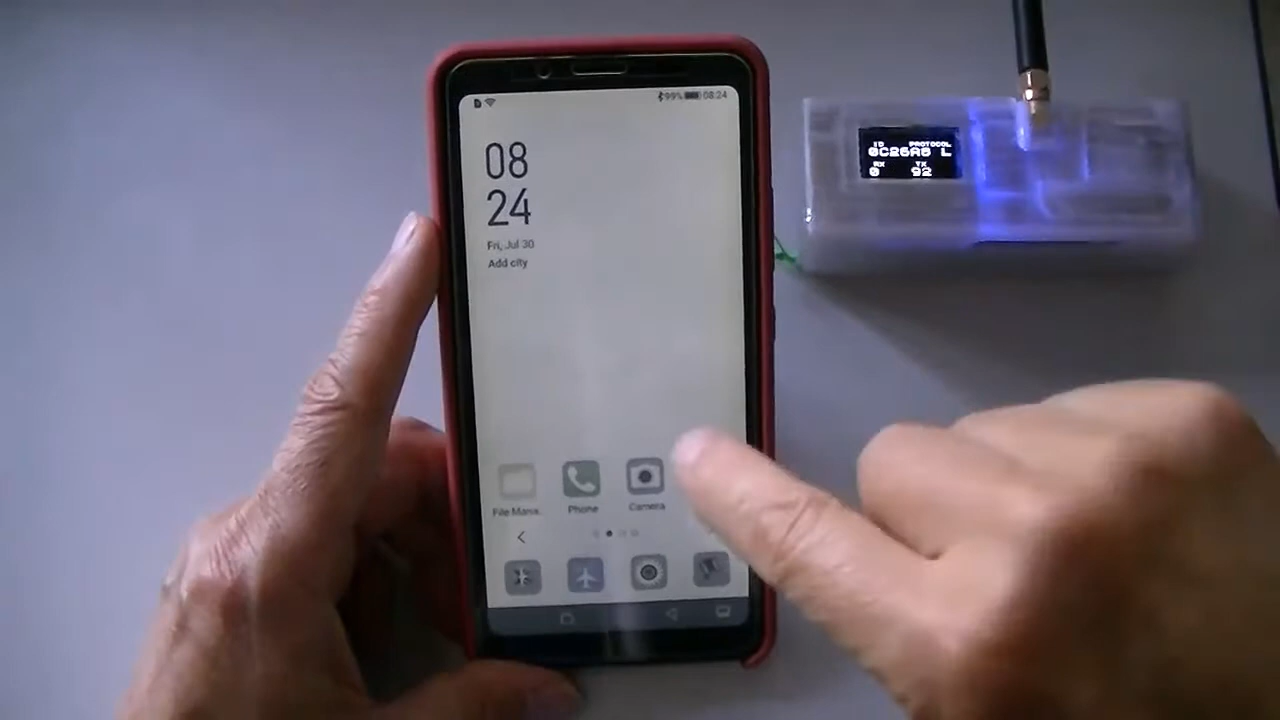 99% 08:24
08
24
Fri, Jul 30
Add city
File Mana..
Phone
Camera
ID PROTOCOL
L
RX TX
0 92